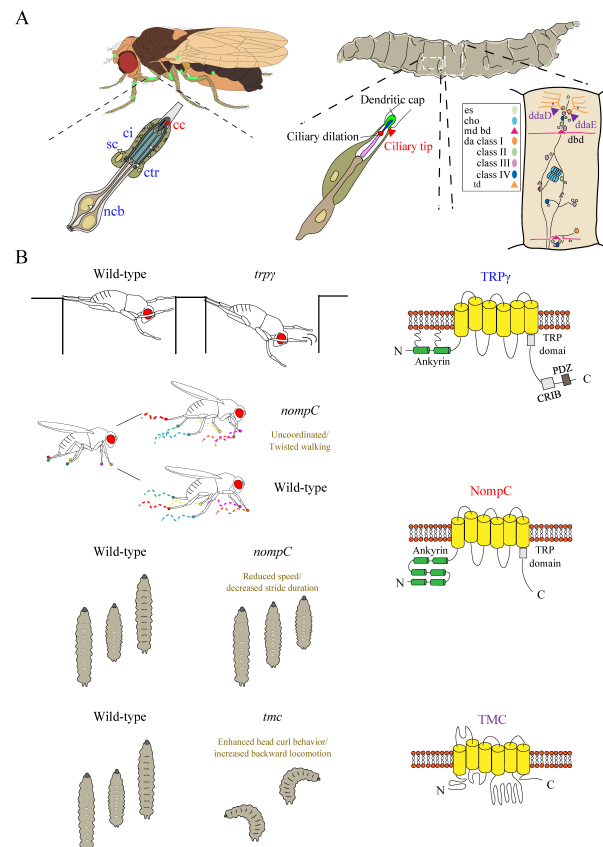 A
Dendritic cap
Ciliary dilation
Ciliary tip
ci
cc
sc
ctr
ncb
es
cho
md bd
da class I
class II
class III
class IV
td
ddaD
ddaE
dbd
B
Wild-type
trpγ
TRPγ
N
Ankyrin
TRP
domai
PDZ
CRIB
C
nompC
Uncoordinated/
Twisted walking
Wild-type
NompC
Ankyrin
N
TRP
domain
C
Wild-type
nompC
Reduced speed/
decreased stride duration
Wild-type
tmc
Enhanced head curl behavior/
increased backward locomotion
TMC
N
C